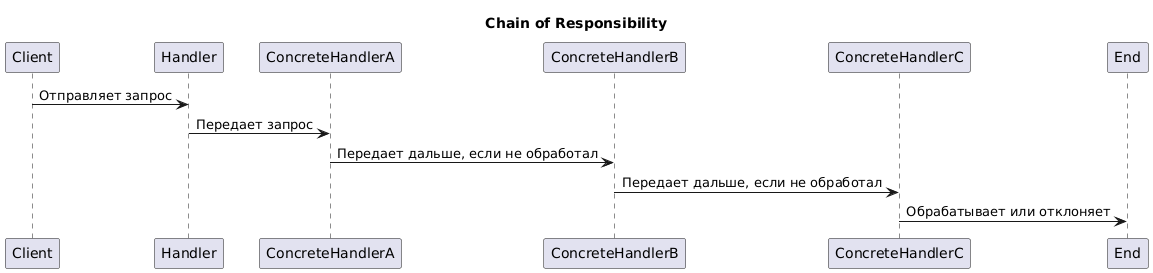 Chain of Responsibility
Client
Handler
ConcreteHandlerA
ConcreteHandlerB
ConcreteHandlerC
End
Отправляет запрос
Передает запрос
Передает дальше, если не обработал
Передает дальше, если не обработал
Обрабатывает или отклоняет
Client
Handler
ConcreteHandlerA
ConcreteHandlerB
ConcreteHandlerC
End